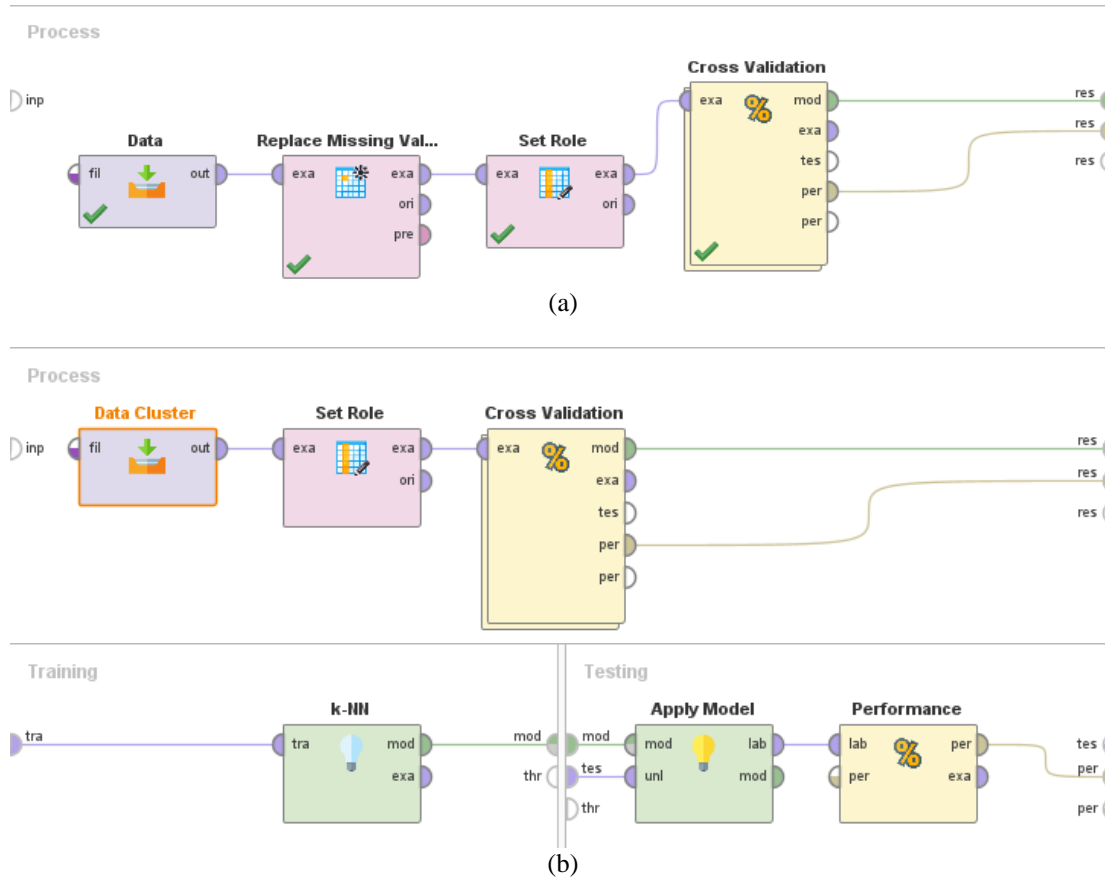 Process
Cross Validation
inp
exa
mod
res
Data
Replace Missing Val...
Set Role
exa
res
fil
out
exa
exa
exa
exa
tes
res
ori
ori
per
pre
per
(a)
Process
Data Cluster
Set Role
Cross Validation
inp
fil
out
exa
exa
exa
mod
res
ori
exa
res
tes
res
per
per
Training
Testing
k-NN
Apply Model
Performance
tra
tra
mod
mod
mod
mod
lab
lab
per
tes
exa
thr
tes
unl
mod
per
exa
per
thr
per
(b)